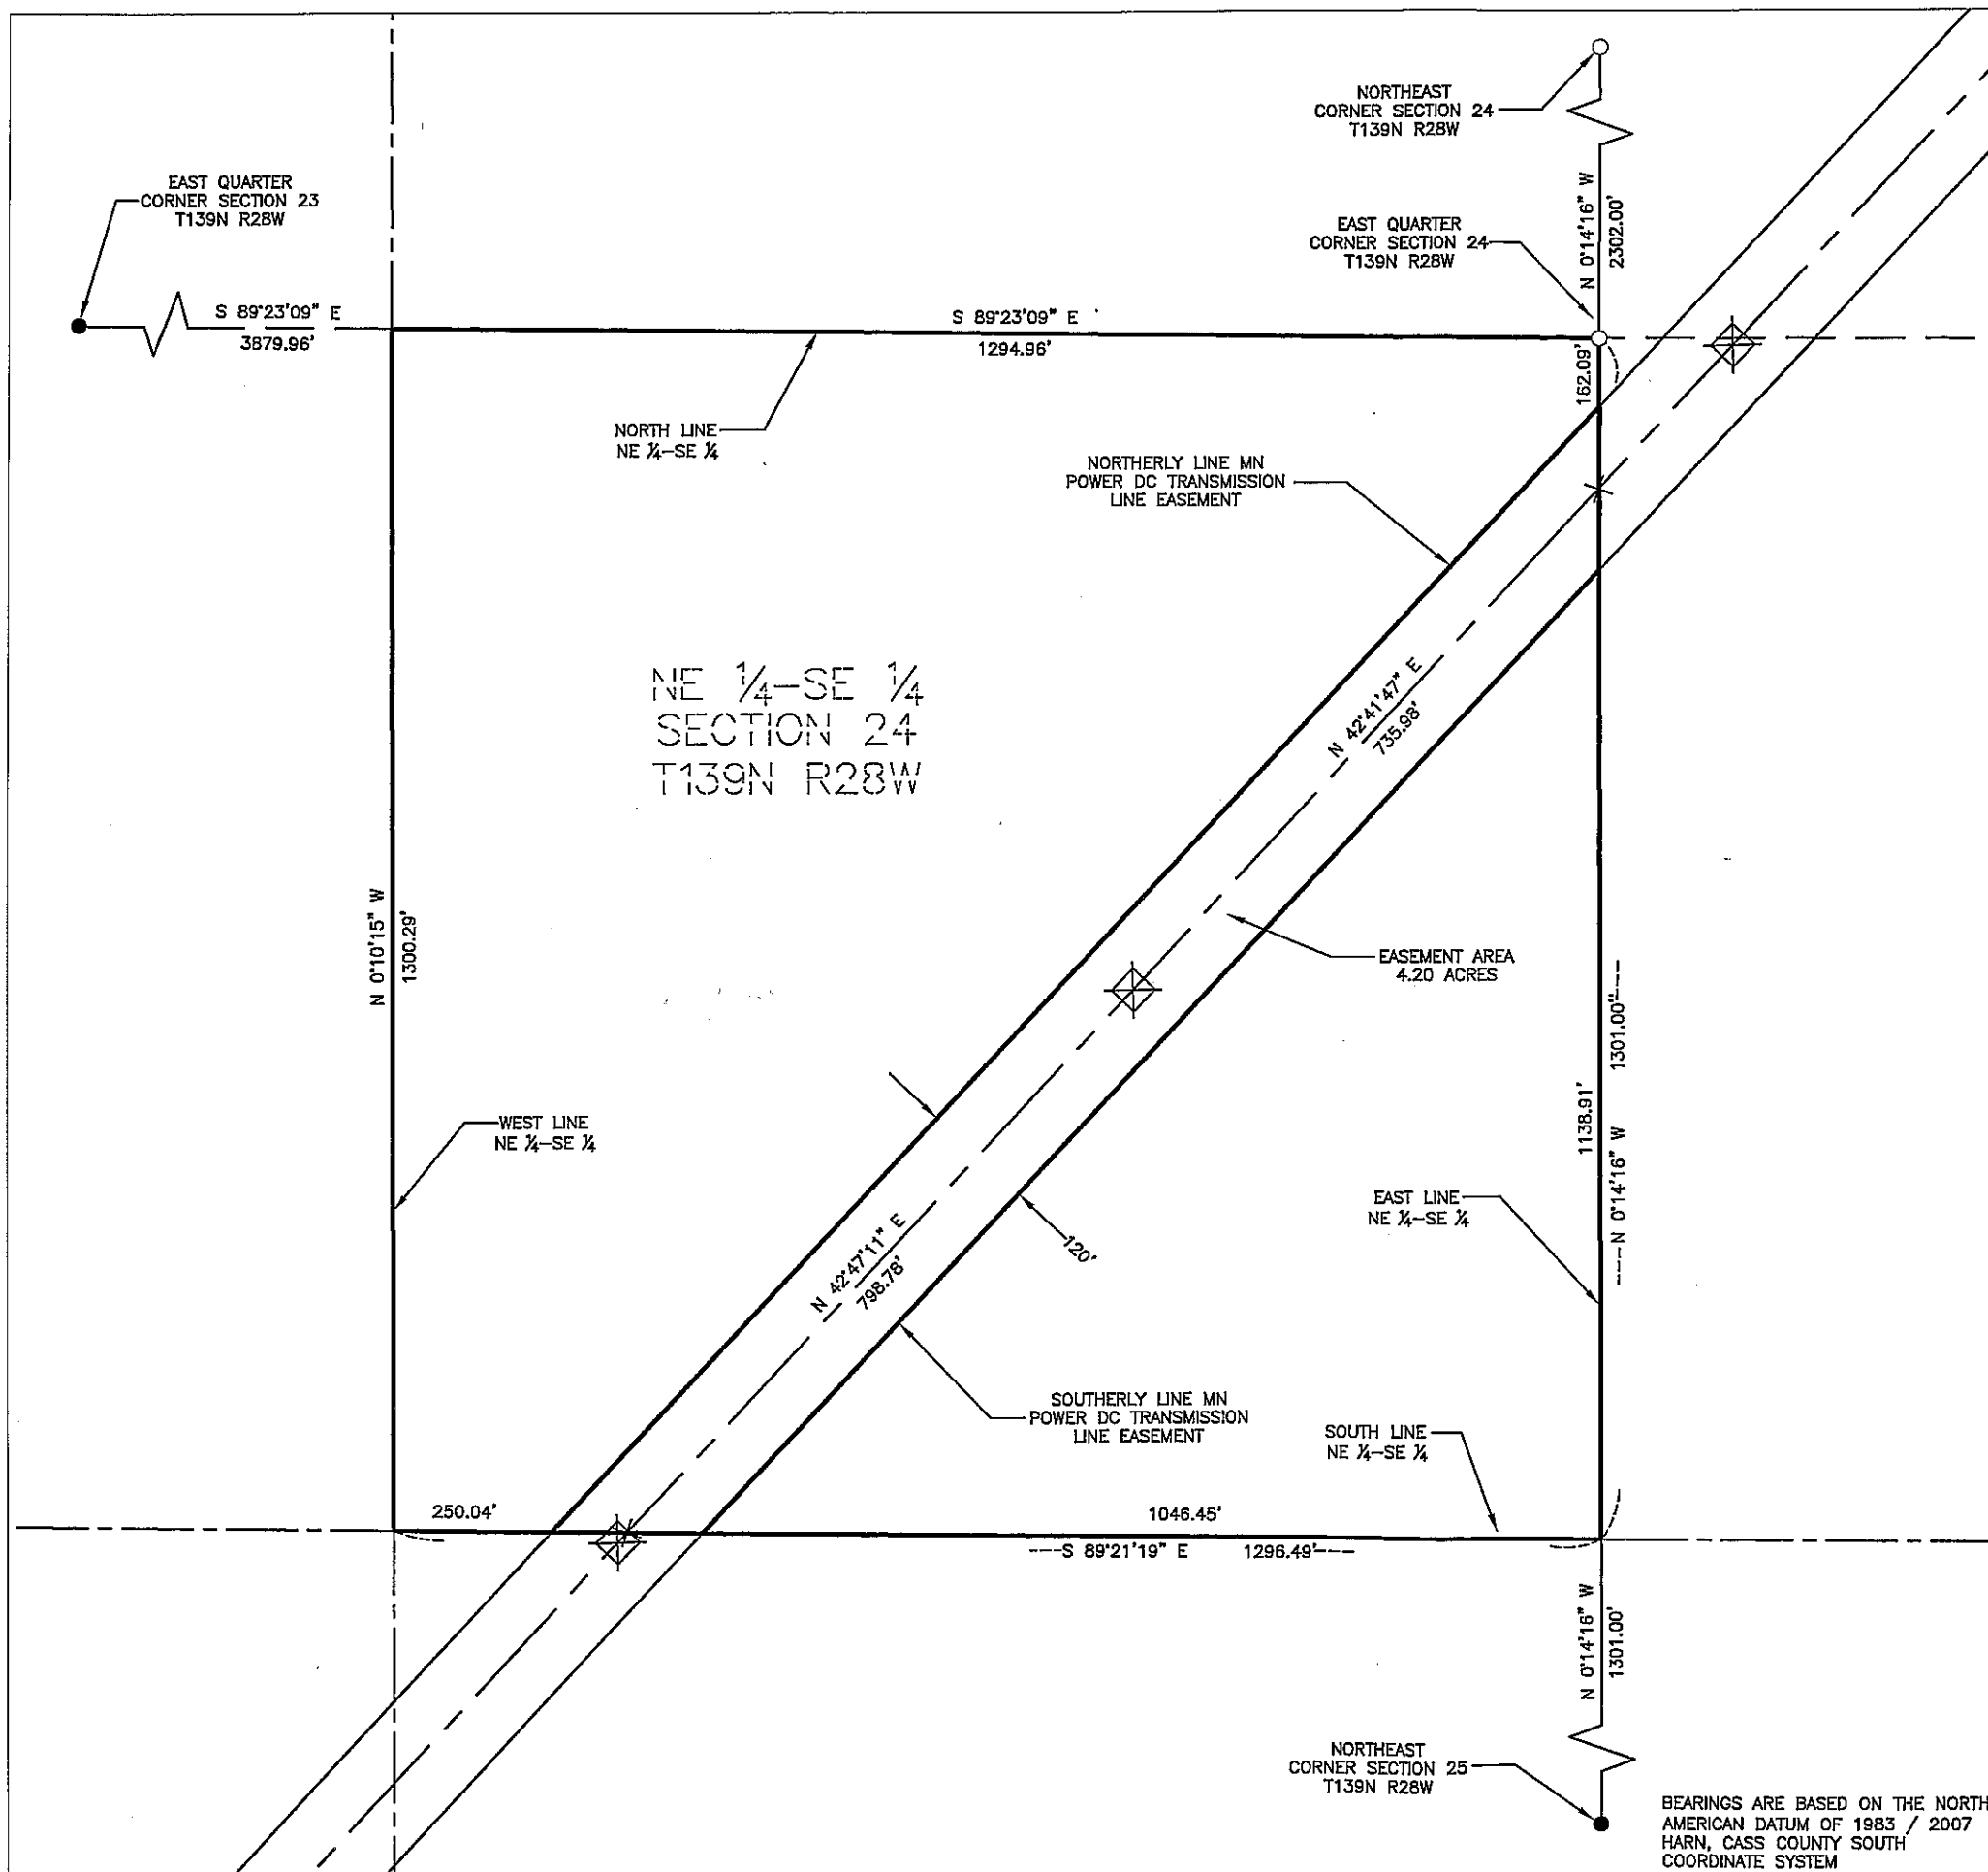 NORTHEAST
CORNER SECTION 24
T139N R28W
EAST QUARTER
CORNER SECTION 23
T139N R28W
N 0°14'16" W
2302.00'
EAST QUARTER
CORNER SECTION 24
T139N R28W
S 89°23'09" E
3879.96'
S 89°23'09" E
1294.96'
162.09'
NORTH LINE
NE ¼-SE ¼
NORTHERLY LINE MN
POWER DC TRANSMISSION
LINE EASEMENT
NE ¼-SE ¼
SECTION 24
T139N R28W
N 42°41'47" E
735.98'
N 0°10'15" W
1300.29'
EASEMENT AREA
4.20 ACRES
1138.91'
N 0°14'16" W 1301.00'
WEST LINE
NE ¼-SE ¼
EAST LINE
NE ¼-SE ¼
120'
N 42°47'11" E
798.78'
SOUTHERLY LINE MN
POWER DC TRANSMISSION
LINE EASEMENT
SOUTH LINE
NE ¼-SE ¼
250.04'
1046.45'
S 89°21'19" E 1296.49'
N 0°14'16" W
1301.00'
NORTHEAST
CORNER SECTION 25
T139N R28W
BEARINGS ARE BASED ON THE NORTH
AMERICAN DATUM OF 1983 / 2007
HARN, CASS COUNTY SOUTH
COORDINATE SYSTEM